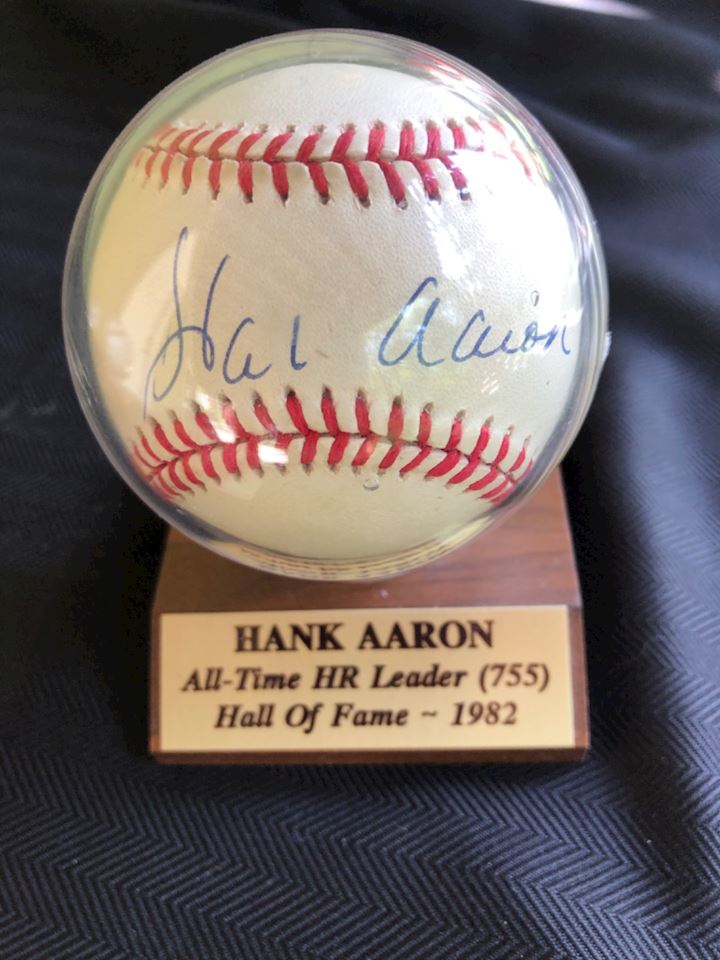 Hank Aaron
HANK AARON
All-Time HR Leader (755)
Hall Of Fame ~ 1982